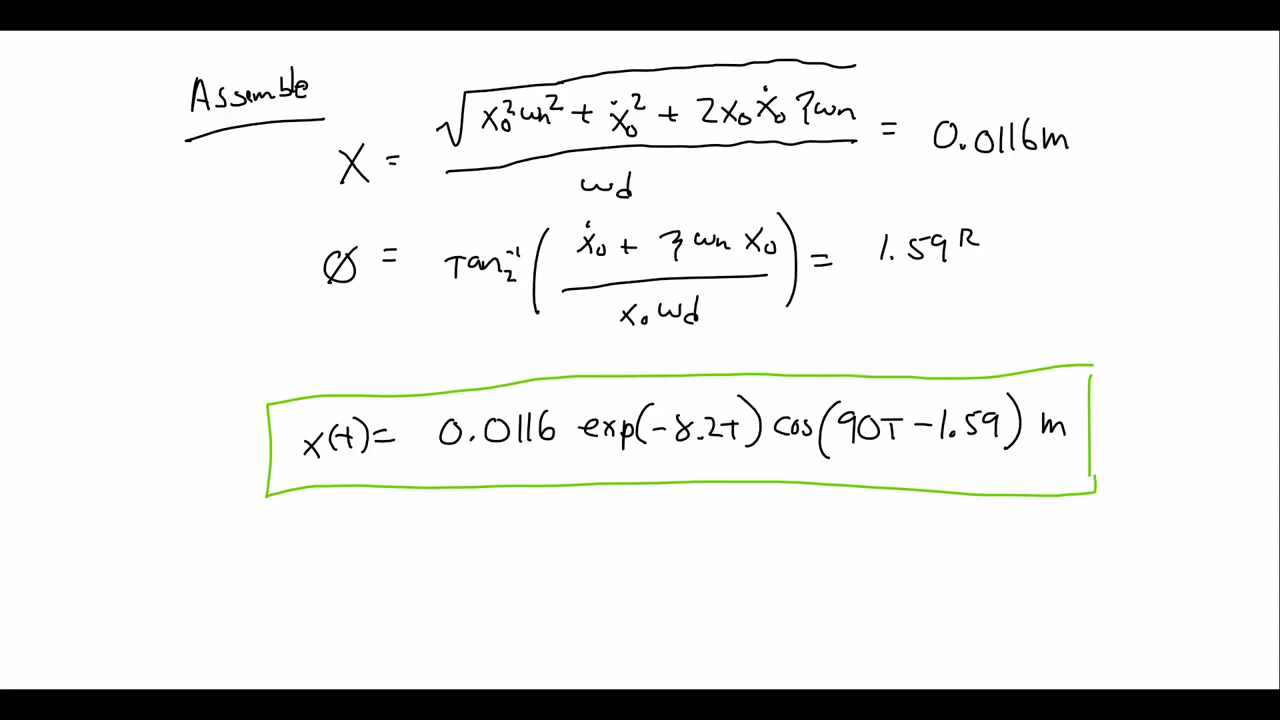 Assemble
X = √(x₀²ωn² + ẋ₀² + 2x₀ẋ₀ζωn) / ωd = 0.0116m
Ø = Tan₂⁻¹((ẋ₀ + ζωn x₀) / (x₀ωd)) = 1.59 R
x(t) = 0.0116 exp(-8.2t) cos(90T - 1.59) m